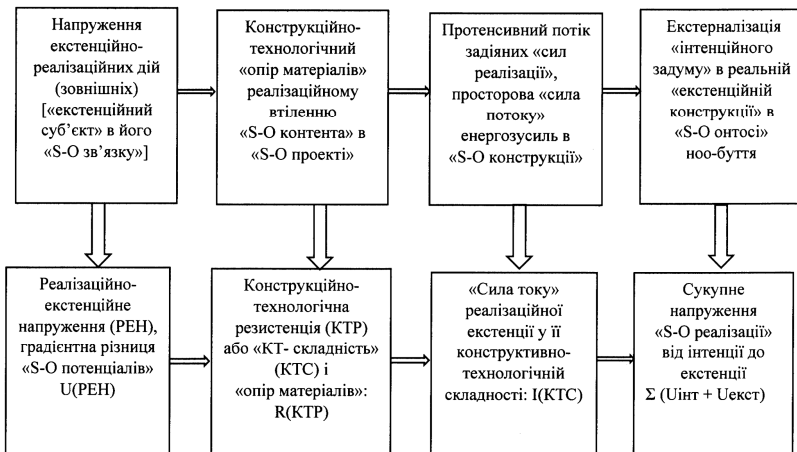 Напруження
екстенційно-
реалізаційних дій
(зовнішніх)
[«екстенційний
суб’єкт» в його
«S-O зв’язку»]
Конструкційно-
технологічний
«опір матеріалів»
реалізаційному
втіленню
«S-O контента» в
«S-O проекті»
Протенсивний потік
задіяних «сил
реалізації»,
просторова «сила
потоку»
енергозусиль в
«S-O конструкції»
Екстерналізація
«інтенційного
задуму» в реальній
«екстенційній
конструкції» в
«S-O онтосі»
ноо-буття
Реалізаційно-
екстенційне
напруження (РЕН),
градієнтна різниця
«S-O потенціалів»
U(РЕН)
Конструкційно-
технологічна
резистенція (КТР)
або «КТ- складність»
(КТС) і
«опір матеріалів»:
R(КТР)
«Сила току»
реалізаційної
екстенції у її
конструктивно-
технологічній
складності: I(КТС)
Сукупне
напруження
«S-O реалізації»
від інтенції до
екстенції
Σ (Uінт + Uекст)